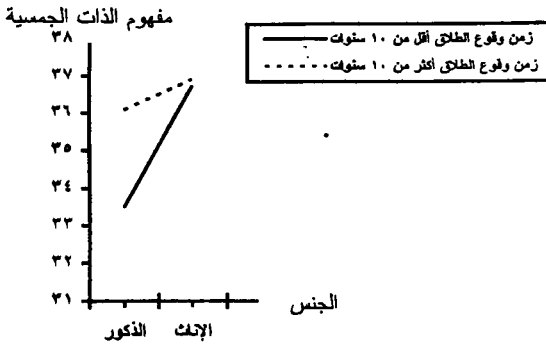 مفهوم الذات الجمسية
زمن وقوع الطلاق أقل من ١٠ سنوات
زمن وقوع الطلاق أكثر من ١٠ سنوات
٣٨
٣٧
٣٦
٣٥
٣٤
٣٣
٣٢
٣١
الجنس
الذكور
الإناث